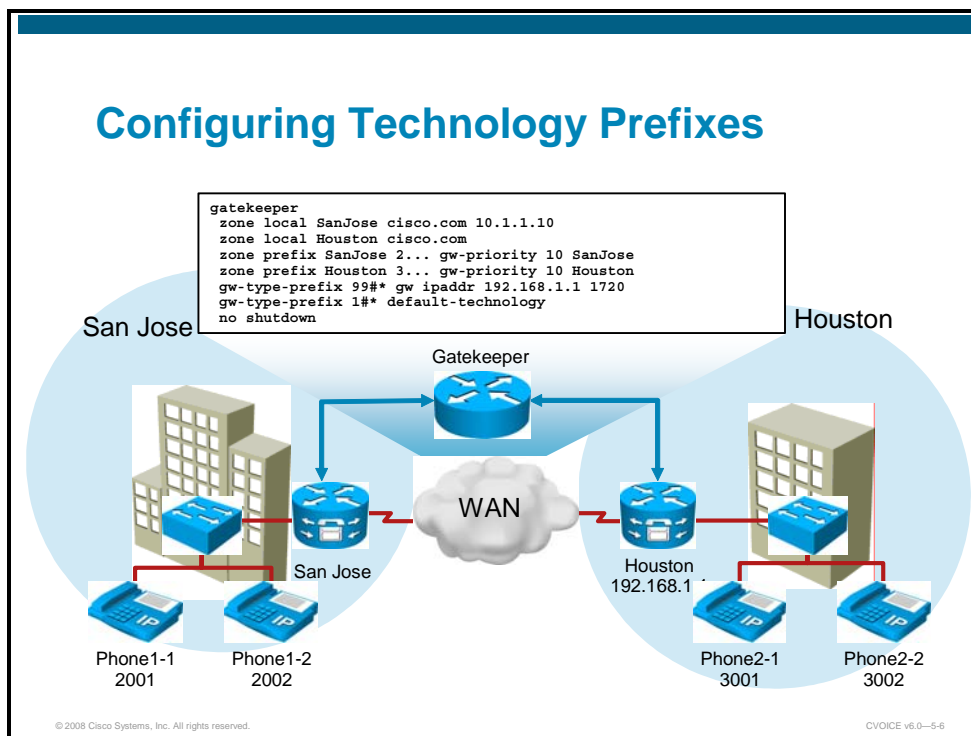 Configuring Technology Prefixes
gatekeeper
zone local SanJose cisco.com 10.1.1.10
zone local Houston cisco.com
zone prefix SanJose 2... gw-priority 10 SanJose
zone prefix Houston 3... gw-priority 10 Houston
gw-type-prefix 99#* gw ipaddr 192.168.1.1 1720
gw-type-prefix 1#* default-technology
no shutdown
San Jose
Houston
Gatekeeper
WAN
San Jose
Houston
IP
IP
IP
IP
Phone1-1
2001
Phone1-2
2002
Phone2-1
3001
Phone2-2
3002
© 2008 Cisco Systems, Inc. All rights reserved.
CVOICE v6.0—5-6